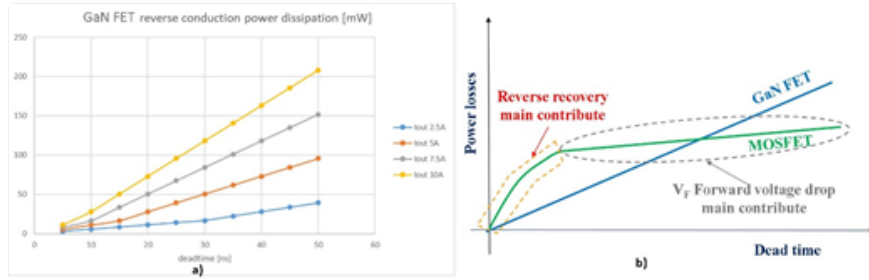 GaN FET reverse conduction power dissipation [mW]
250
200
150
100
50
0
0
10
20
30
40
50
60
deadtime [ns]
Iout 2.5A
Iout 5A
Iout 7.5A
Iout 10A
a)
b)
Power losses
Reverse recovery
main contribute
GaN FET
MOSFET
VF Forward voltage drop
main contribute
Dead time